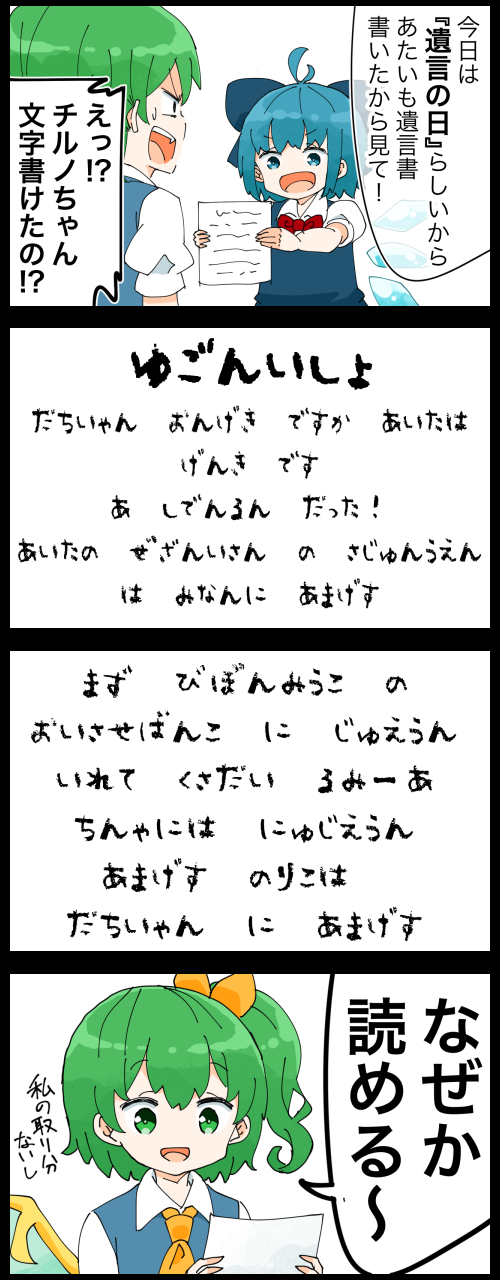 今日は
『遺言の日』らしいから
あたいも遺言書
書いたから見て！
えっ!?
チルノちゃん
文字書けたの!?
ゆごんいしょ
だちいゃん　おんげき　ですか　あいたは
げんき　です
あ　しでんるん　だった！
あいたの　ぜざんいさん　の　さじゅんうえん
は　みなんに　あまげす
まず　びぼんみうこ　の
おいさせばんこ　に　じゅえうん
いれて　くさだい　るみーあ
ちんゃには　にゅじえうん
あまげす　のりこは
だちいゃん　に　あまげす
なぜか
読める〜
私の取り分
ないし